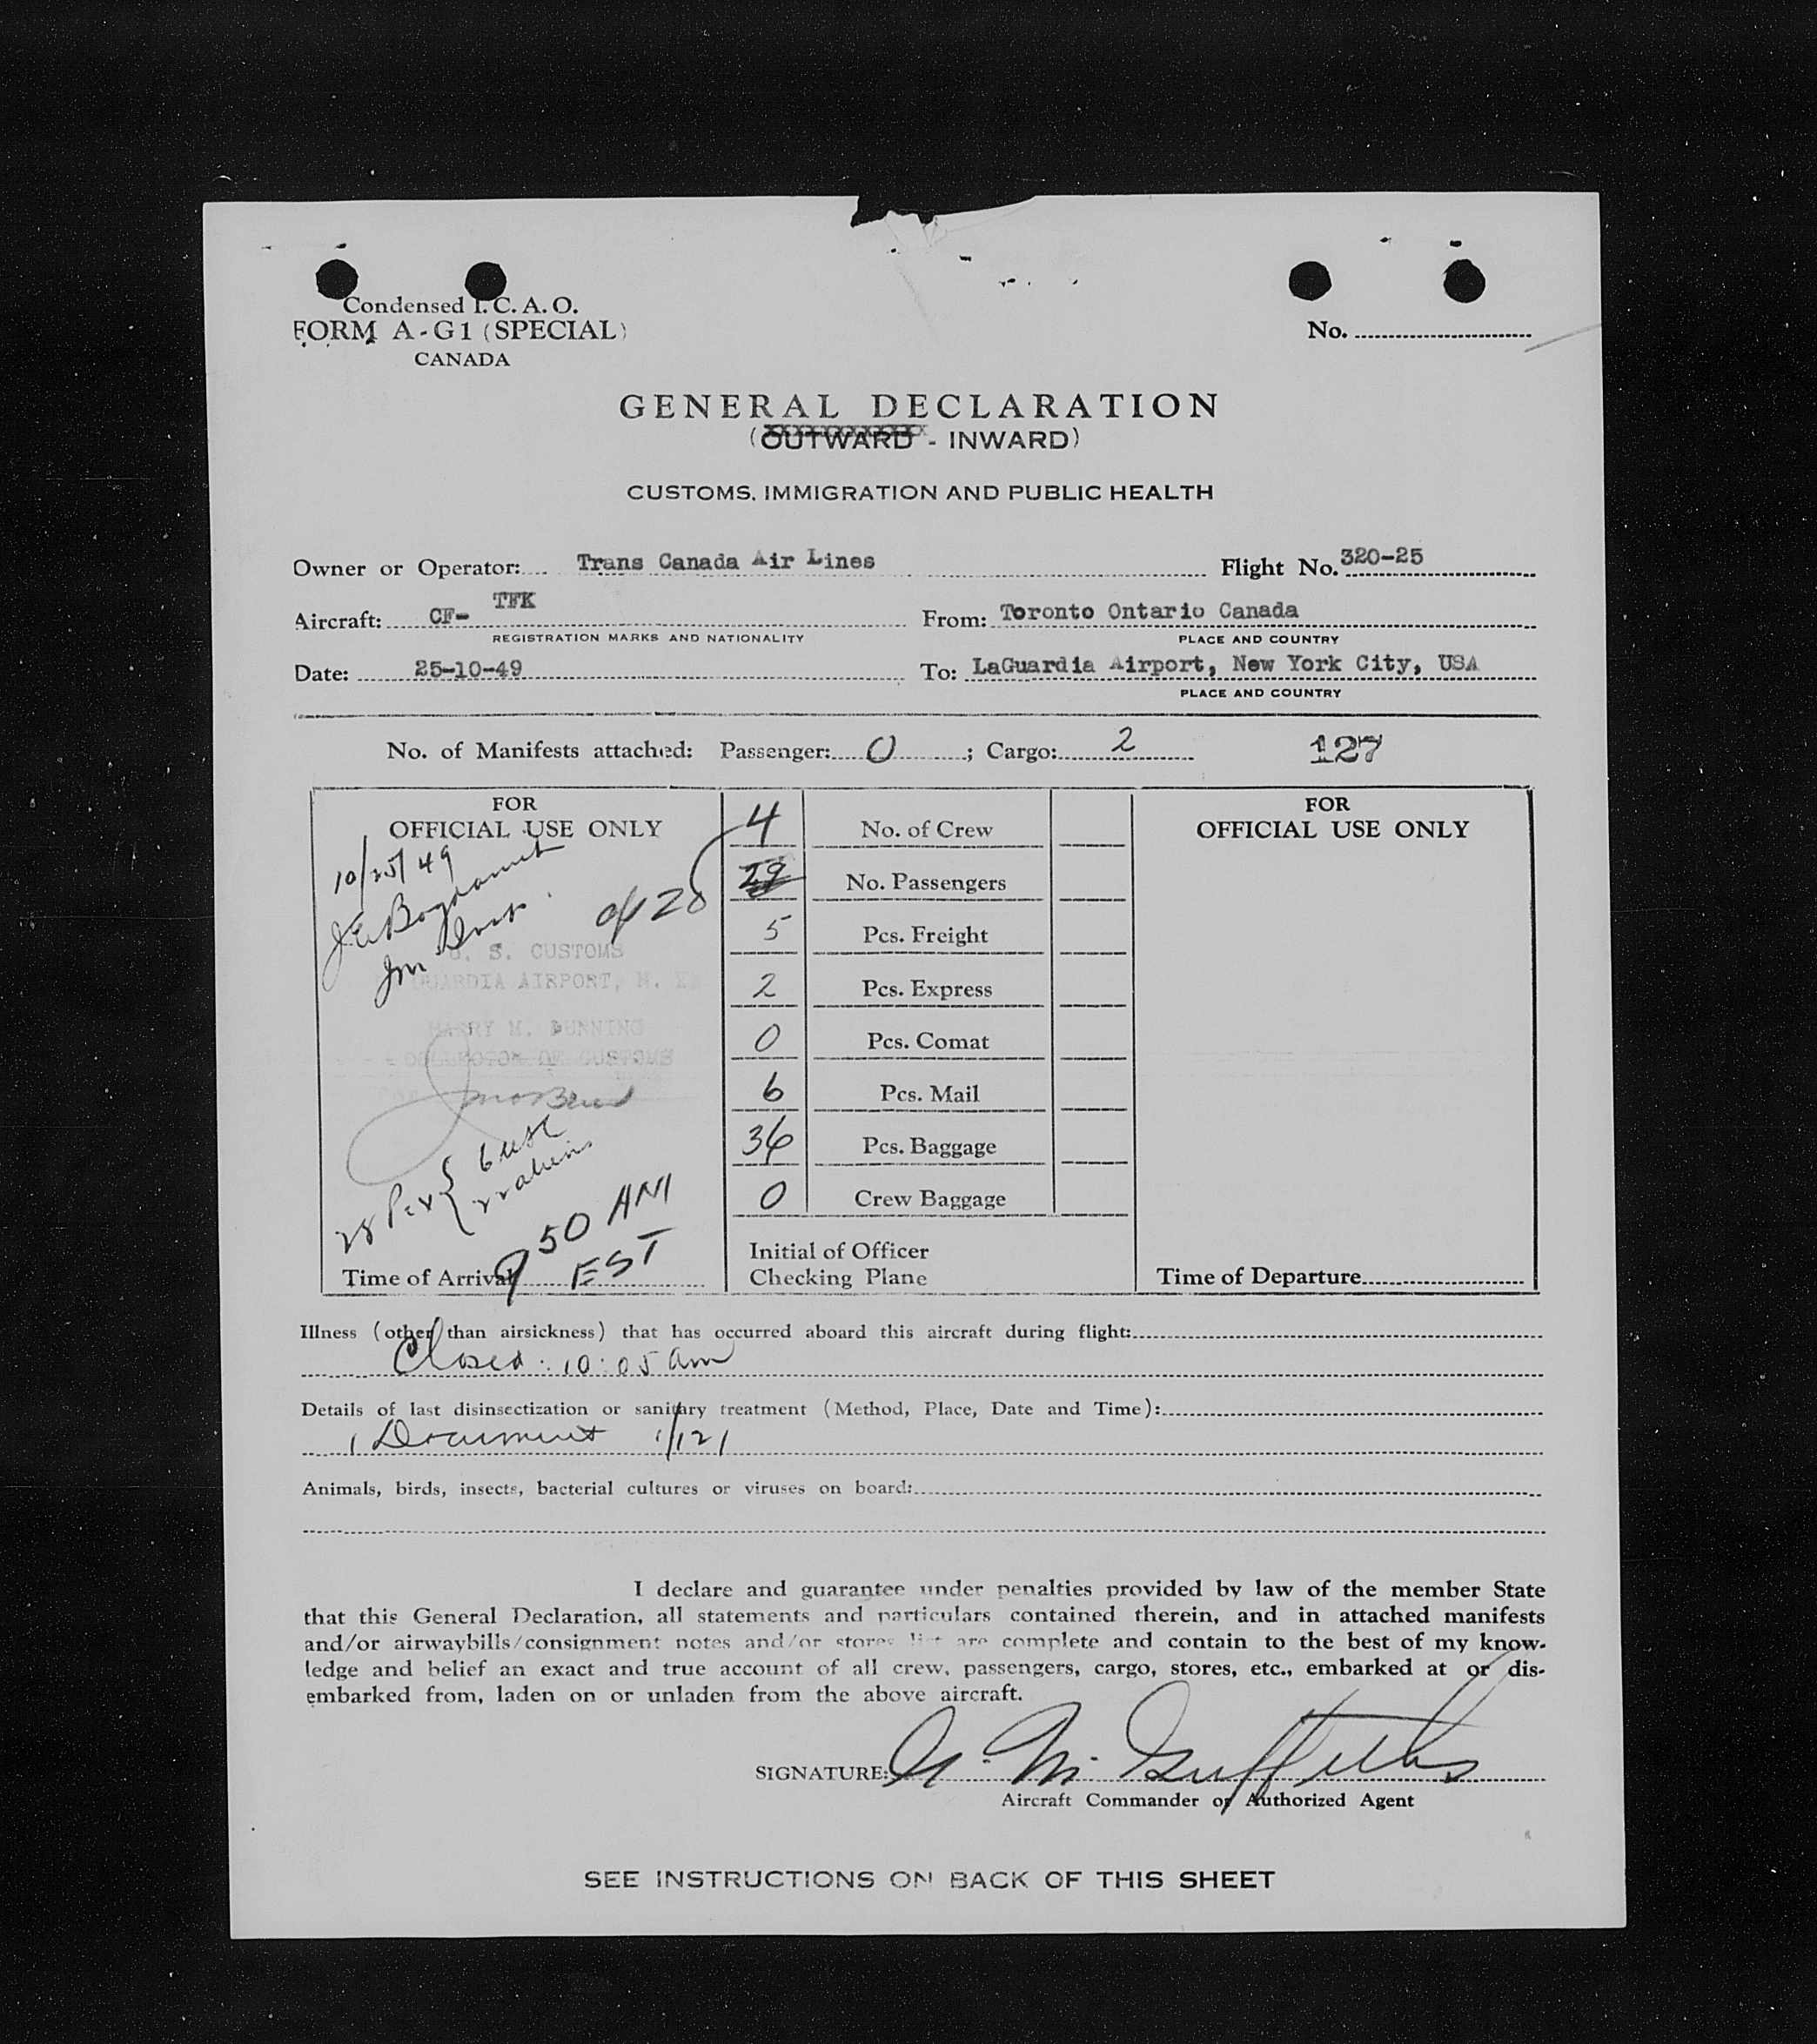 Condensed I. C. A. O.
FORM A-G1 (SPECIAL)
CANADA
No.
GENERAL DECLARATION
(OUTWARD - INWARD)
CUSTOMS, IMMIGRATION AND PUBLIC HEALTH
Owner or Operator: Trans Canada Air Lines Flight No. 320-25
Aircraft: CF- TFK From: Toronto Ontario Canada
REGISTRATION MARKS AND NATIONALITY PLACE AND COUNTRY
Date: 25-10-49 To: LaGuardia Airport, New York City, USA
PLACE AND COUNTRY
No. of Manifests attached: Passenger: 0 ; Cargo: 2 127
FOR
OFFICIAL USE ONLY
10/25/49
28
U. S. CUSTOMS
GUARDIA AIRPORT, N. Y.
HARRY M. DURNING
COLLECTOR OF CUSTOMS
28
9 50 AM
EST
Time of Arrival
4 No. of Crew
29 No. Passengers
5 Pcs. Freight
2 Pcs. Express
0 Pcs. Comat
6 Pcs. Mail
36 Pcs. Baggage
0 Crew Baggage
Initial of Officer
Checking Plane
FOR
OFFICIAL USE ONLY
Time of Departure
Illness (other than airsickness) that has occurred aboard this aircraft during flight:
Closed: 10:05 am
Details of last disinsectization or sanitary treatment (Method, Place, Date and Time):
1 Document
Animals, birds, insects, bacterial cultures or viruses on board:
I declare and guarantee under penalties provided by law of the member State
that this General Declaration, all statements and particulars contained therein, and in attached manifests
and/or airwaybills/consignment notes and/or stores list are complete and contain to the best of my know-
ledge and belief an exact and true account of all crew, passengers, cargo, stores, etc., embarked at or dis-
embarked from, laden on or unladen from the above aircraft.
SIGNATURE: Griffiths
Aircraft Commander or Authorized Agent
SEE INSTRUCTIONS ON BACK OF THIS SHEET